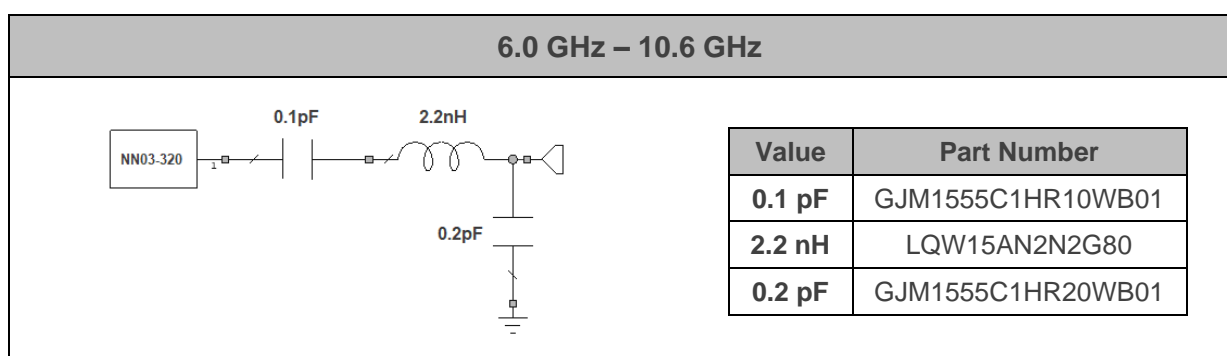 6.0 GHz – 10.6 GHz
0.1pF
2.2nH
NN03-320
1
0.2pF
Value Part Number
0.1 pF GJM1555C1HR10WB01
2.2 nH LQW15AN2N2G80
0.2 pF GJM1555C1HR20WB01